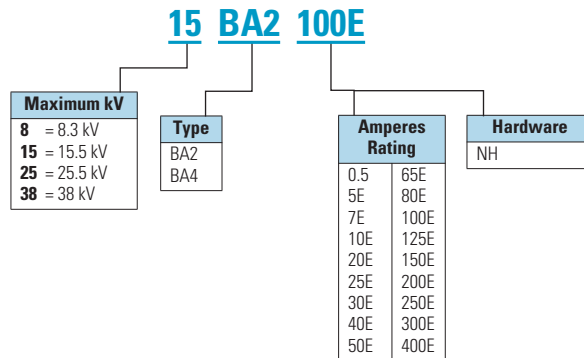 15 BA2 100E
Maximum kV
8 = 8.3 kV
15 = 15.5 kV
25 = 25.5 kV
38 = 38 kV
Type
BA2
BA4
Amperes
Rating
0.5 65E
5E 80E
7E 100E
10E 125E
20E 150E
25E 200E
30E 250E
40E 300E
50E 400E
Hardware
NH